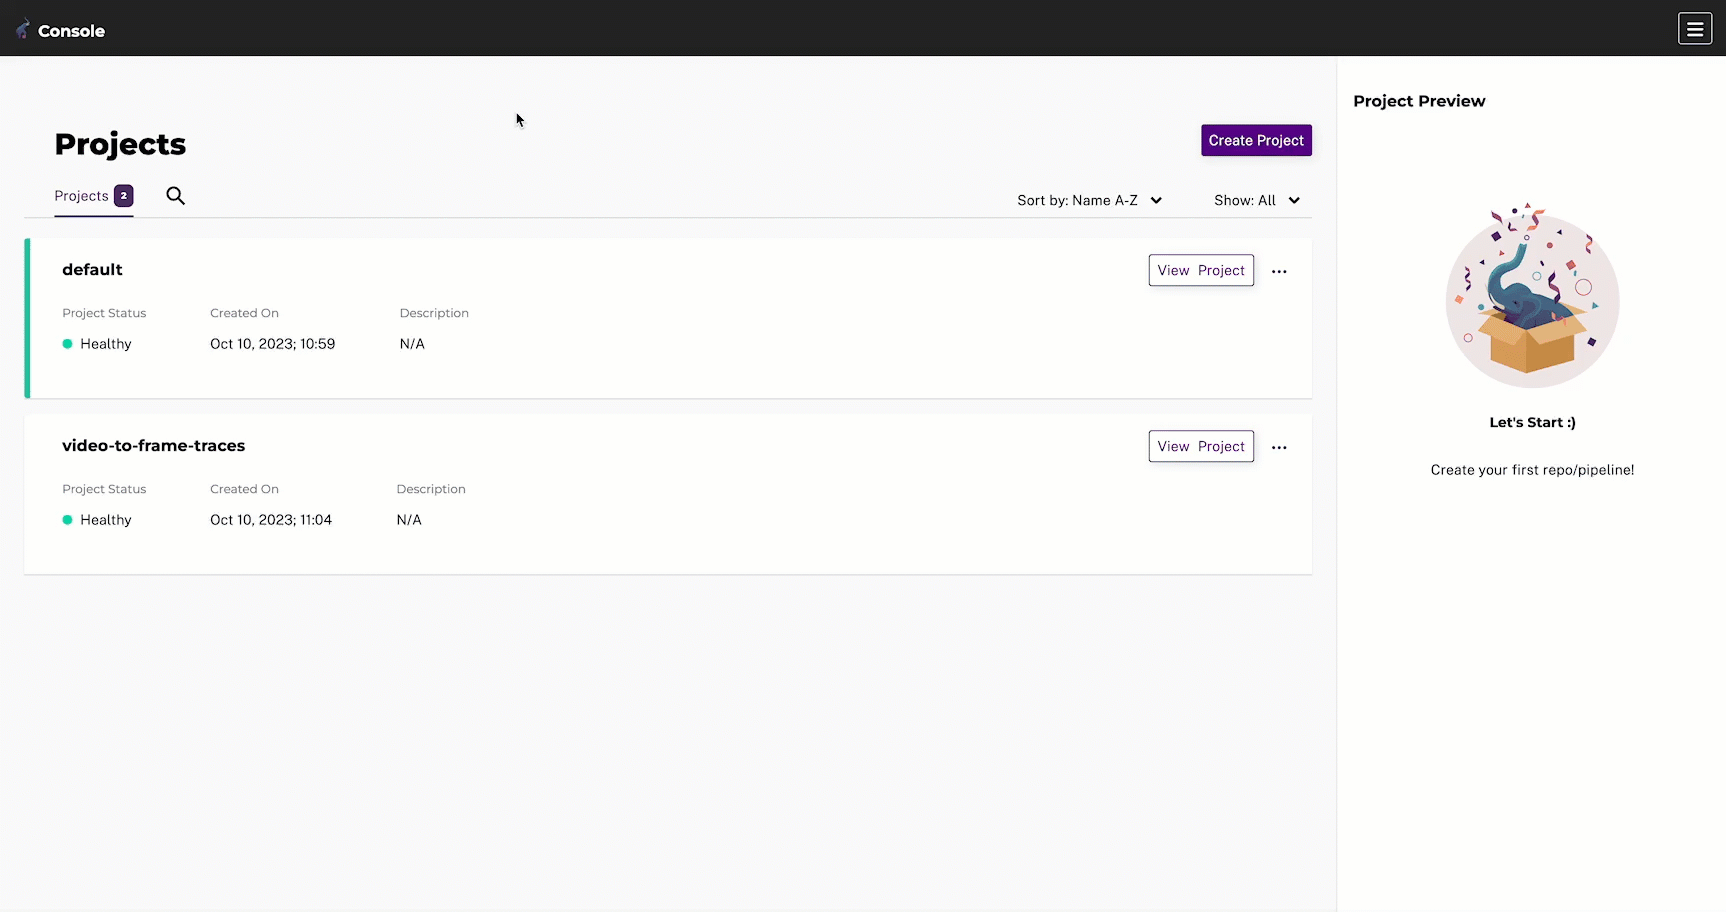 Console
Projects
Create Project
Projects 2
Sort by: Name A-Z
Show: All
default
View Project
Project Status
Created On
Description
Healthy
Oct 10, 2023; 10:59
N/A
video-to-frame-traces
View Project
Project Status
Created On
Description
Healthy
Oct 10, 2023; 11:04
N/A
Project Preview
Let's Start :)
Create your first repo/pipeline!